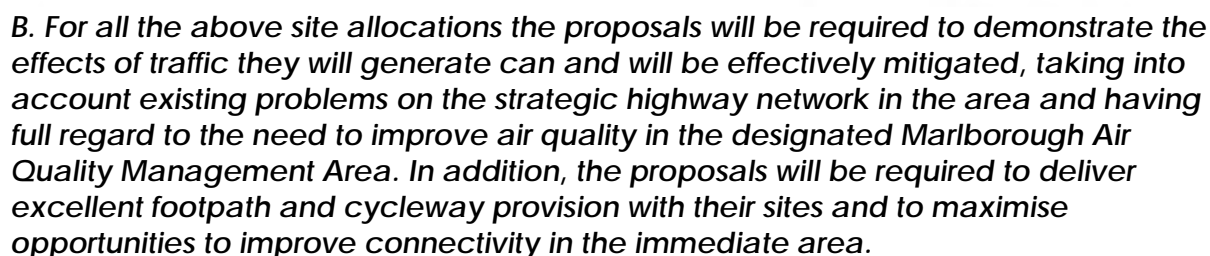 B. For all the above site allocations the proposals will be required to demonstrate the
effects of traffic they will generate can and will be effectively mitigated, taking into
account existing problems on the strategic highway network in the area and having
full regard to the need to improve air quality in the designated Marlborough Air
Quality Management Area. In addition, the proposals will be required to deliver
excellent footpath and cycleway provision with their sites and to maximise
opportunities to improve connectivity in the immediate area.